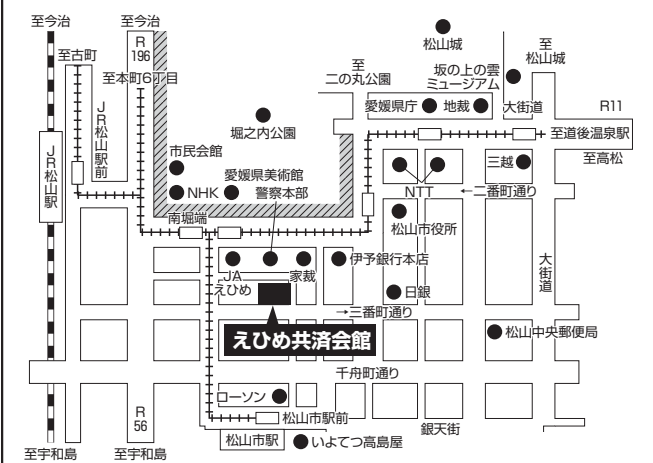 至今治
至今治
至古町
R
196
至本町6丁目
松山城
至
松山城
至
二の丸公園
坂の上の雲
ミュージアム
愛媛県庁
地裁
大街道
R11
至道後温泉駅
至高松
JR松山駅
JR松山駅前
堀之内公園
市民会館
愛媛県美術館
NHK
警察本部
南堀端
三越
NTT
←二番町通り
松山市役所
JA
えひめ
家裁
伊予銀行本店
日銀
大街道
→三番町通り
えひめ共済会館
松山中央郵便局
千舟町通り
ローソン
R
56
松山市駅前
銀天街
松山市駅
いよてつ高島屋
至宇和島
至宇和島